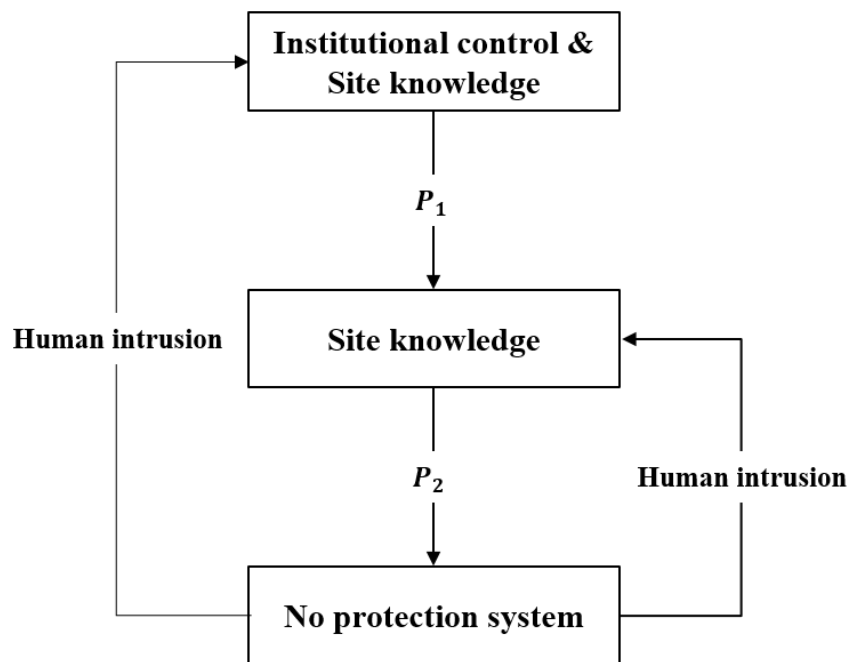 Institutional control &
Site knowledge
P₁
Site knowledge
Human intrusion
P₂
Human intrusion
No protection system